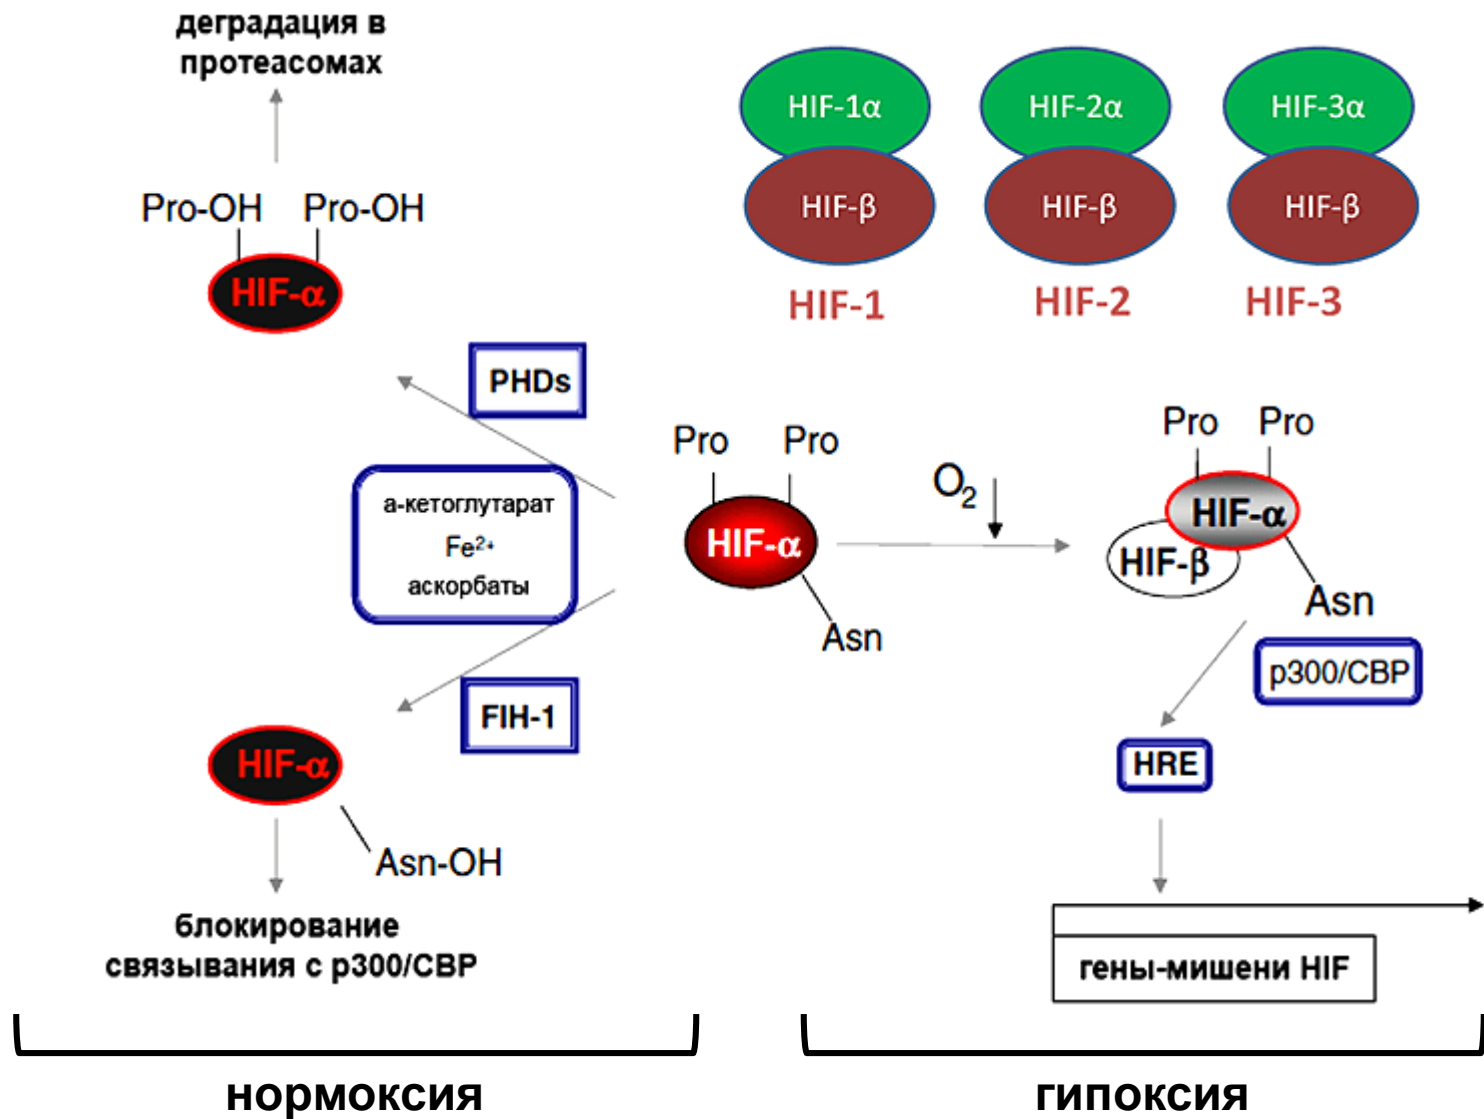 деградация в
протеасомах
Pro-OH Pro-OH
HIF-α
HIF-1α HIF-2α HIF-3α
HIF-β HIF-β HIF-β
HIF-1 HIF-2 HIF-3
PHDs
а-кетоглутарат
Fe²⁺
аскорбаты
FIH-1
Pro Pro
HIF-α
Asn
O₂
Pro Pro
HIF-α
HIF-β
Asn
p300/CBP
HRE
гены-мишени HIF
HIF-α
Asn-OH
блокирование
связывания с p300/CBP
нормоксия
гипоксия